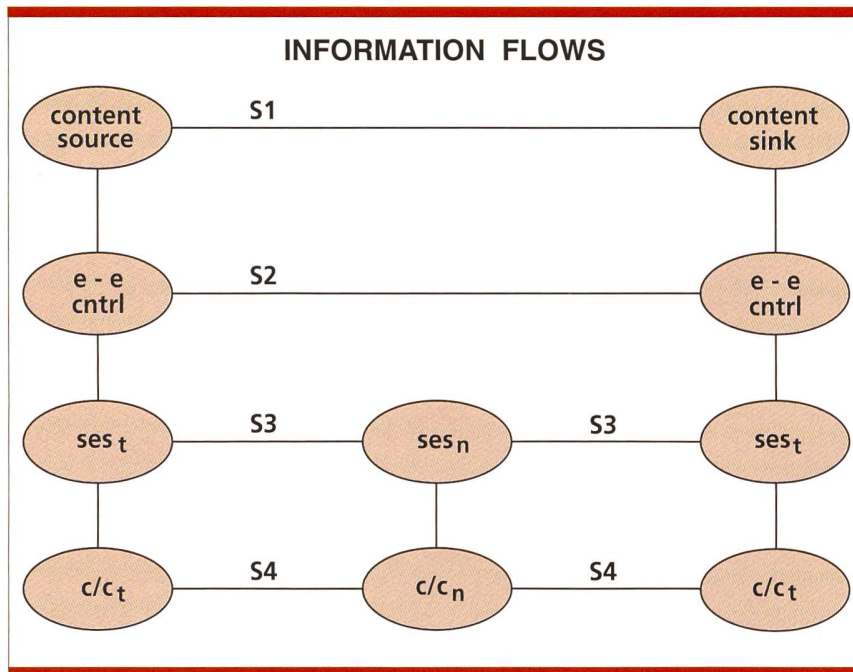 INFORMATION FLOWS
content
source
S1
content
sink
e - e
cntrl
S2
e - e
cntrl
ses t
S3
ses n
S3
ses t
c/c t
S4
c/c n
S4
c/c t